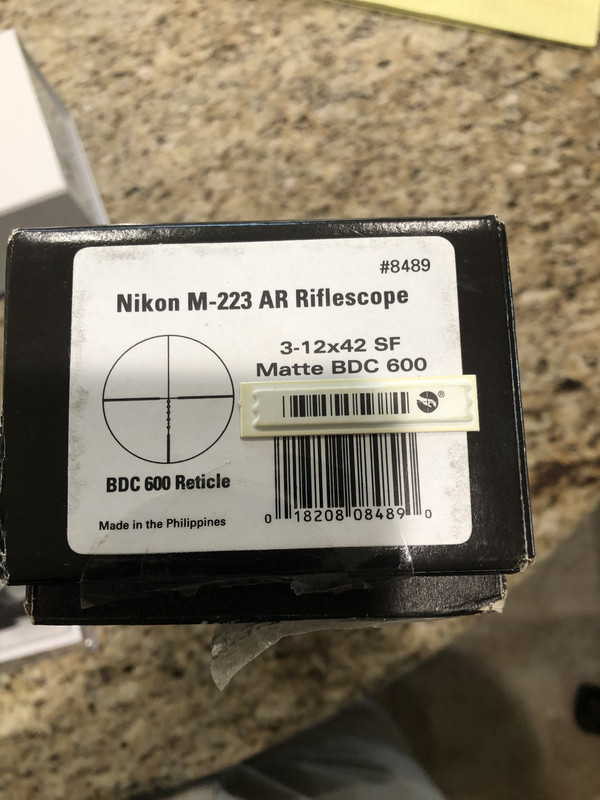 #8489
Nikon M-223 AR Riflescope
3-12x42 SF
Matte BDC 600
®
BDC 600 Reticle
Made in the Philippines
0 18208 08489 0